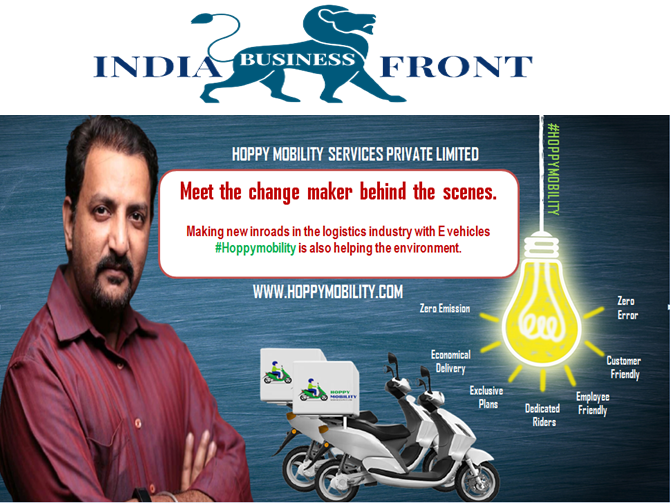 INDIA BUSINESS FRONT
HOPPY MOBILITY SERVICES PRIVATE LIMITED
Meet the change maker behind the scenes.
Making new inroads in the logistics industry with E vehicles
#Hoppymobility is also helping the environment.
WWW.HOPPYMOBILITY.COM
#HOPPYMOBILITY
Zero Emission
Zero
Error
Economical
Delivery
Customer
Friendly
Exclusive
Plans
Employee
Friendly
Dedicated
Riders
HOPPY
MOBILITY